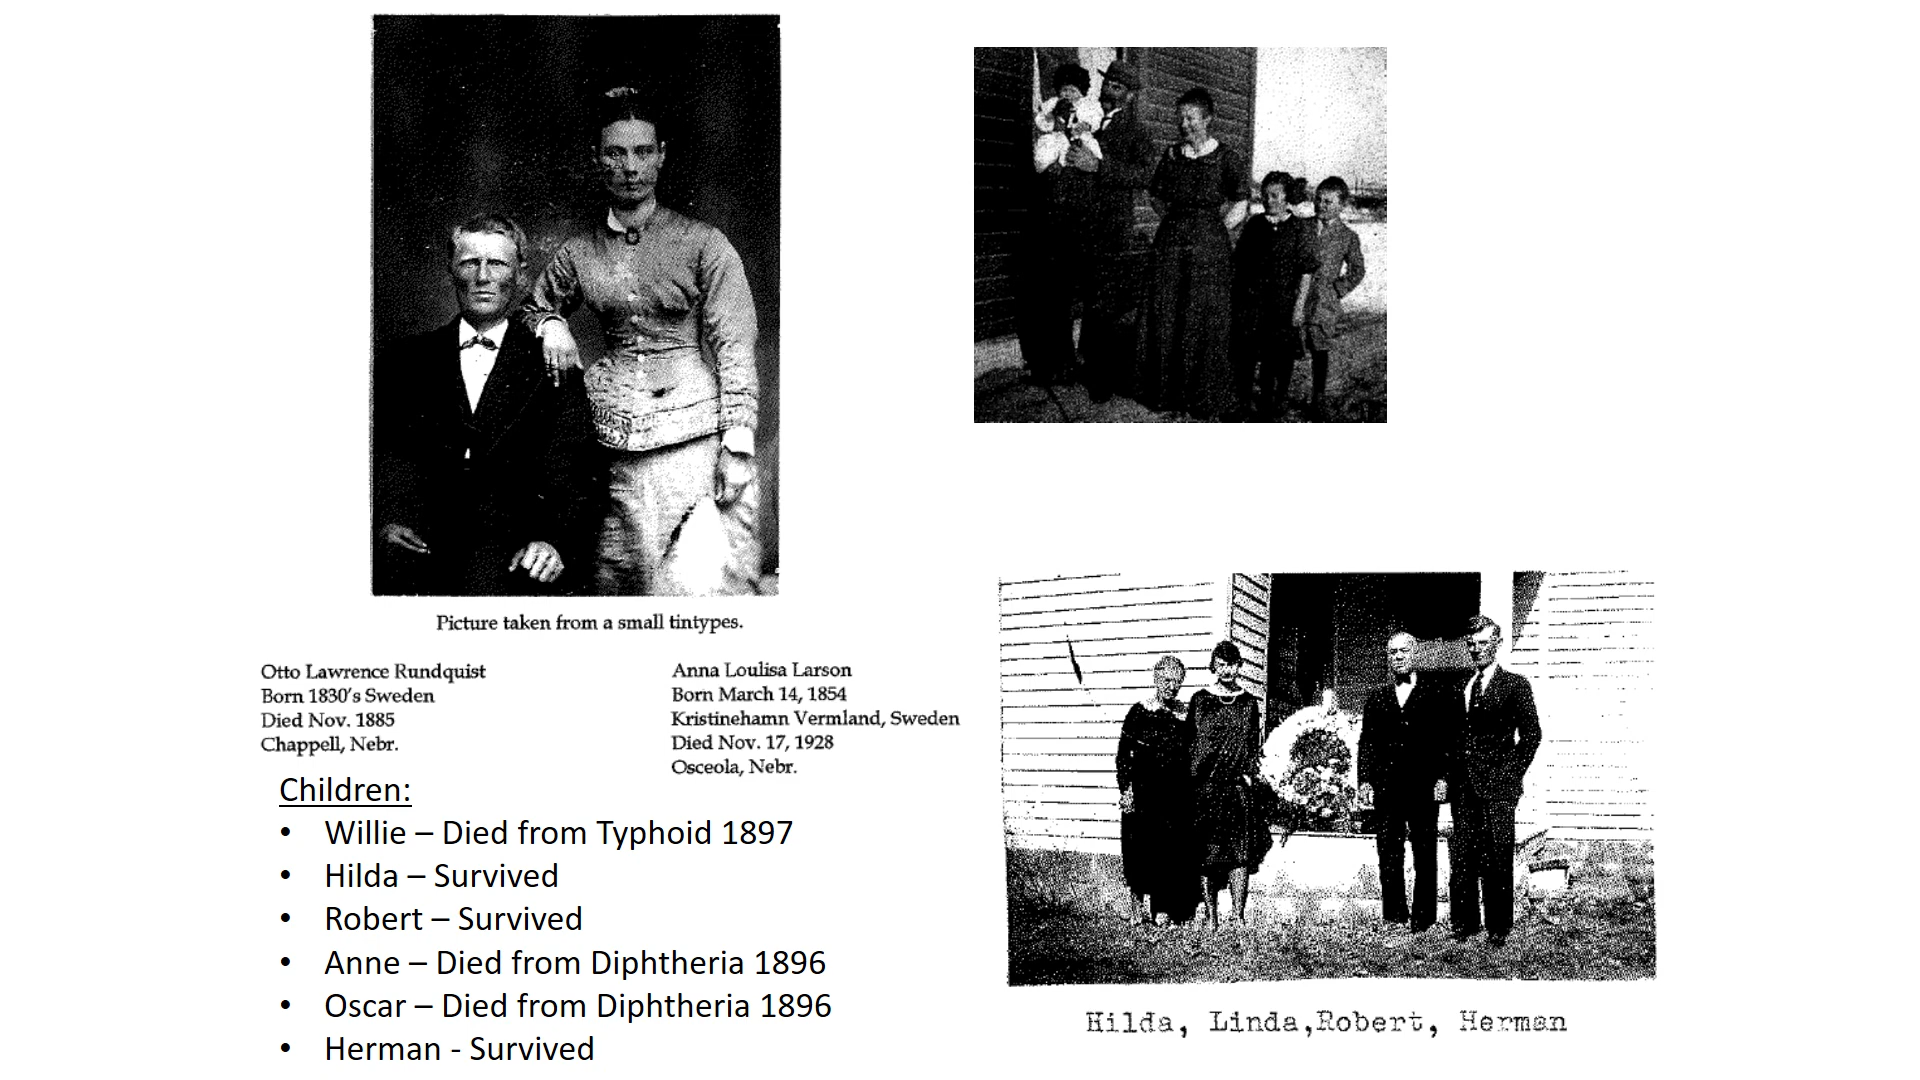 Picture taken from a small tintypes.
Otto Lawrence Rundquist
Born 1830's Sweden
Died Nov. 1885
Chappell, Nebr.
Anna Loulisa Larson
Born March 14, 1854
Kristinehamn Vermland, Sweden
Died Nov. 17, 1928
Osceola, Nebr.
Children:
• Willie – Died from Typhoid 1897
• Hilda – Survived
• Robert – Survived
• Anne – Died from Diphtheria 1896
• Oscar – Died from Diphtheria 1896
• Herman - Survived
Hilda, Linda,Robert, Herman